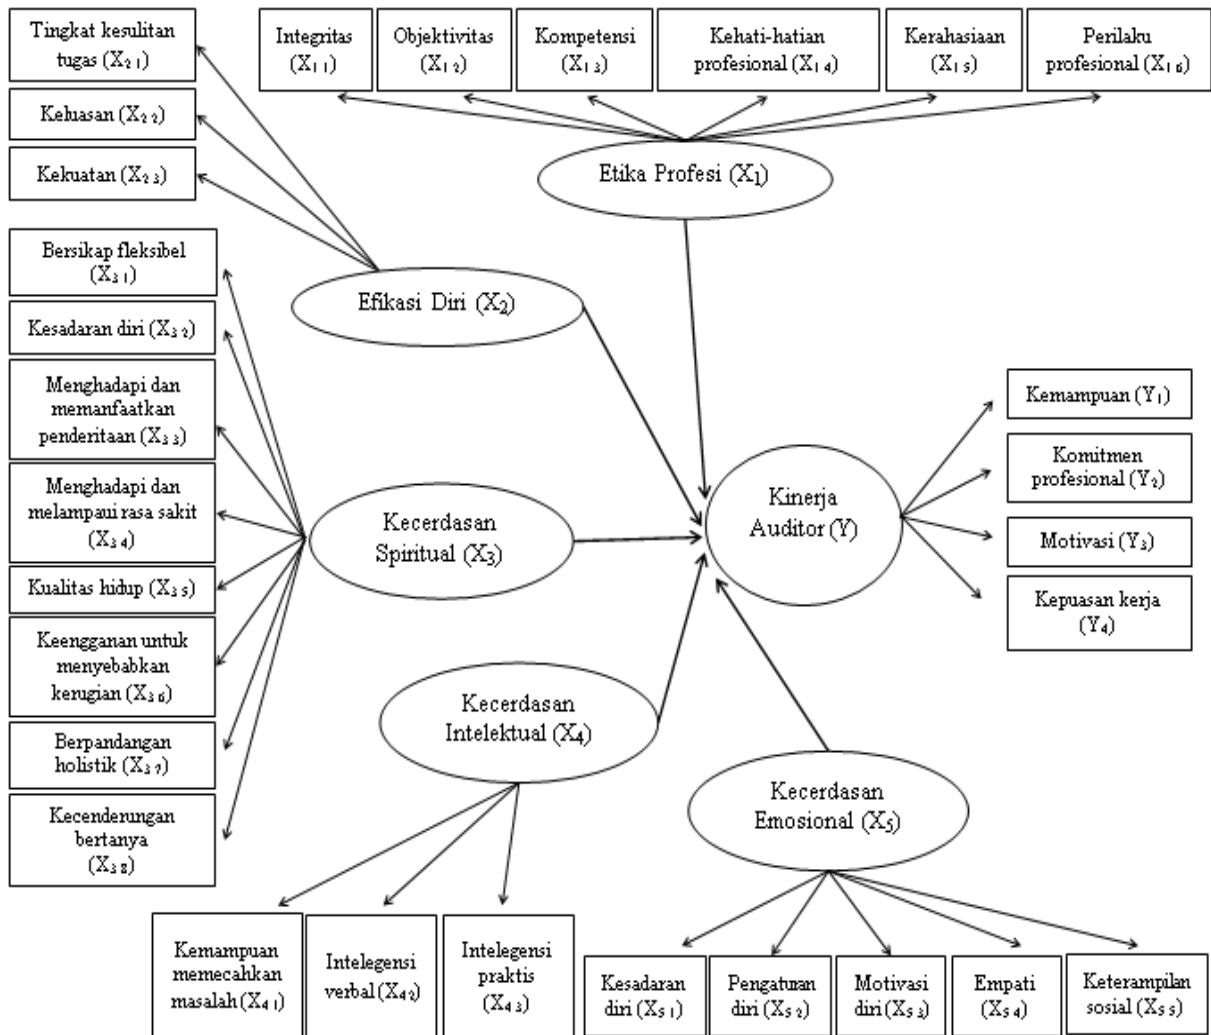 Tingkat kesulitan
tugas (X₂.₁)
Keluasan (X₂.₂)
Kekuatan (X₂.₃)
Integritas
(X₁.₁)
Objektivitas
(X₁.₂)
Kompetensi
(X₁.₃)
Kehati-hatian
profesional (X₁.₄)
Kerahasiaan
(X₁.₅)
Perilaku
profesional (X₁.₆)
Etika Profesi (X₁)
Efikasi Diri (X₂)
Bersikap fleksibel
(X₃.₁)
Kesadaran diri (X₃.₂)
Menghadapi dan
memanfaatkan
penderitaan (X₃.₃)
Menghadapi dan
melampaui rasa sakit
(X₃.₄)
Kualitas hidup (X₃.₅)
Keengganan untuk
menyebabkan
kerugian (X₃.₆)
Berpandangan
holistik (X₃.₇)
Kecenderungan
bertanya
(X₃.₈)
Kecerdasan
Spiritual (X₃)
Kinerja
Auditor (Y)
Kemampuan (Y₁)
Komitmen
profesional (Y₂)
Motivasi (Y₃)
Kepuasan kerja
(Y₄)
Kecerdasan
Intelektual (X₄)
Kecerdasan
Emosional (X₅)
Kemampuan
memecahkan
masalah (X₄.₁)
Intelegensi
verbal (X₄.₂)
Intelegensi
praktis
(X₄.₃)
Kesadaran
diri (X₅.₁)
Pengaturan
diri (X₅.₂)
Motivasi
diri (X₅.₃)
Empati
(X₅.₄)
Keterampilan
sosial (X₅.₅)